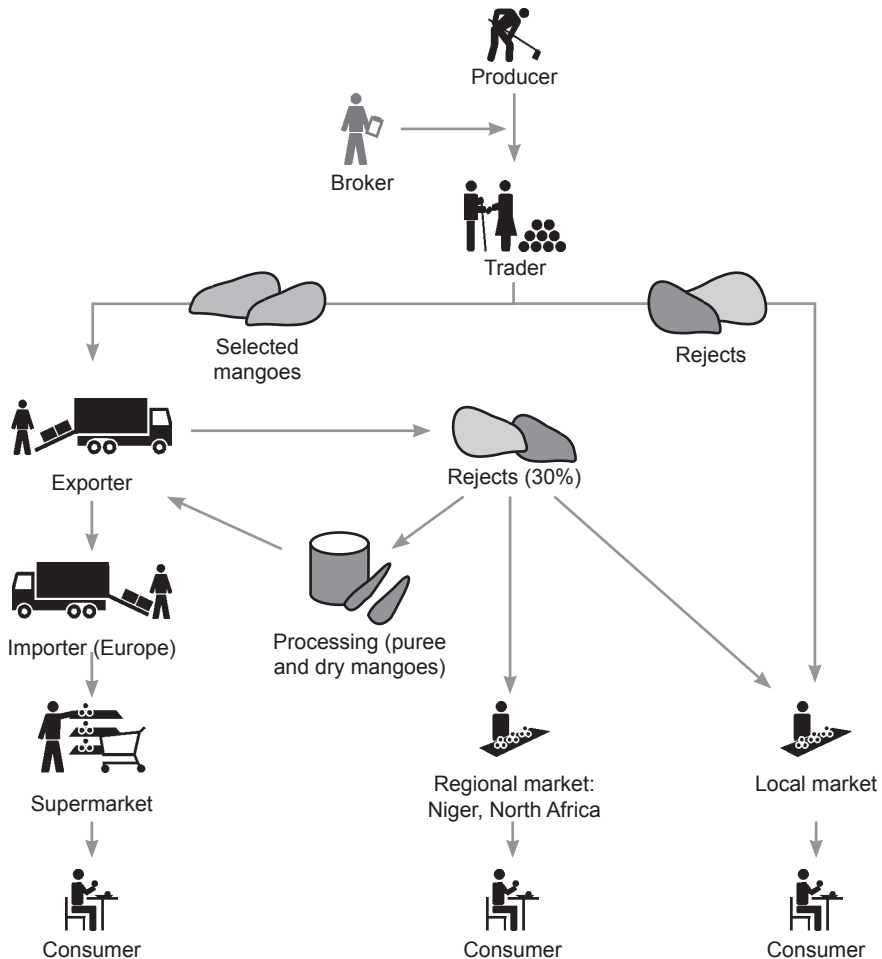 Producer
Broker
Trader
Selected
mangoes
Rejects
Exporter
Rejects (30%)
Importer (Europe)
Processing (puree
and dry mangoes)
Supermarket
Regional market:
Niger, North Africa
Local market
Consumer
Consumer
Consumer